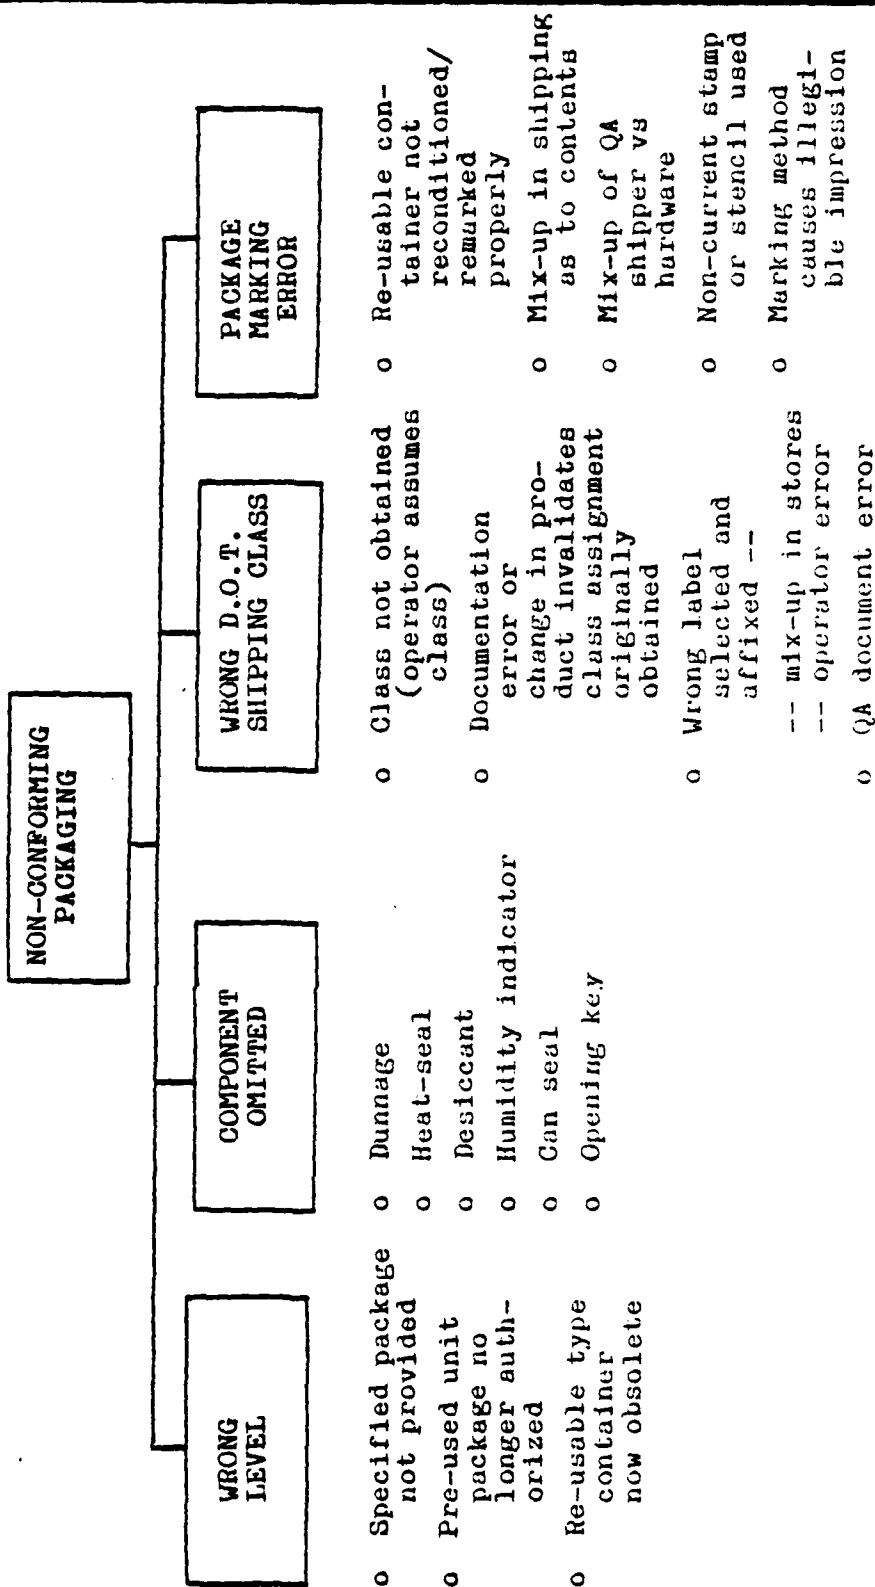 NON-CONFORMING
PACKAGING
WRONG
LEVEL
o Specified package
not provided
o Pre-used unit
package no
longer auth-
orized
o Re-usable type
container
now obsolete
COMPONENT
OMITTED
o Dunnage
o Heat-seal
o Desiccant
o Humidity indicator
o Can seal
o Opening key
WRONG D.O.T.
SHIPPING CLASS
o Class not obtained
(operator assumes
class)
o Documentation
error or
change in pro-
duct invalidates
class assignment
originally
obtained
o Wrong label
selected and
affixed --
-- mix-up in stores
-- operator error
o QA document error
PACKAGE
MARKING
ERROR
o Re-usable con-
tainer not
reconditioned/
remarked
properly
o Mix-up in shipping
as to contents
o Mix-up of QA
shipper vs
hardware
o Non-current stamp
or stencil used
o Marking method
causes illegi-
ble impression